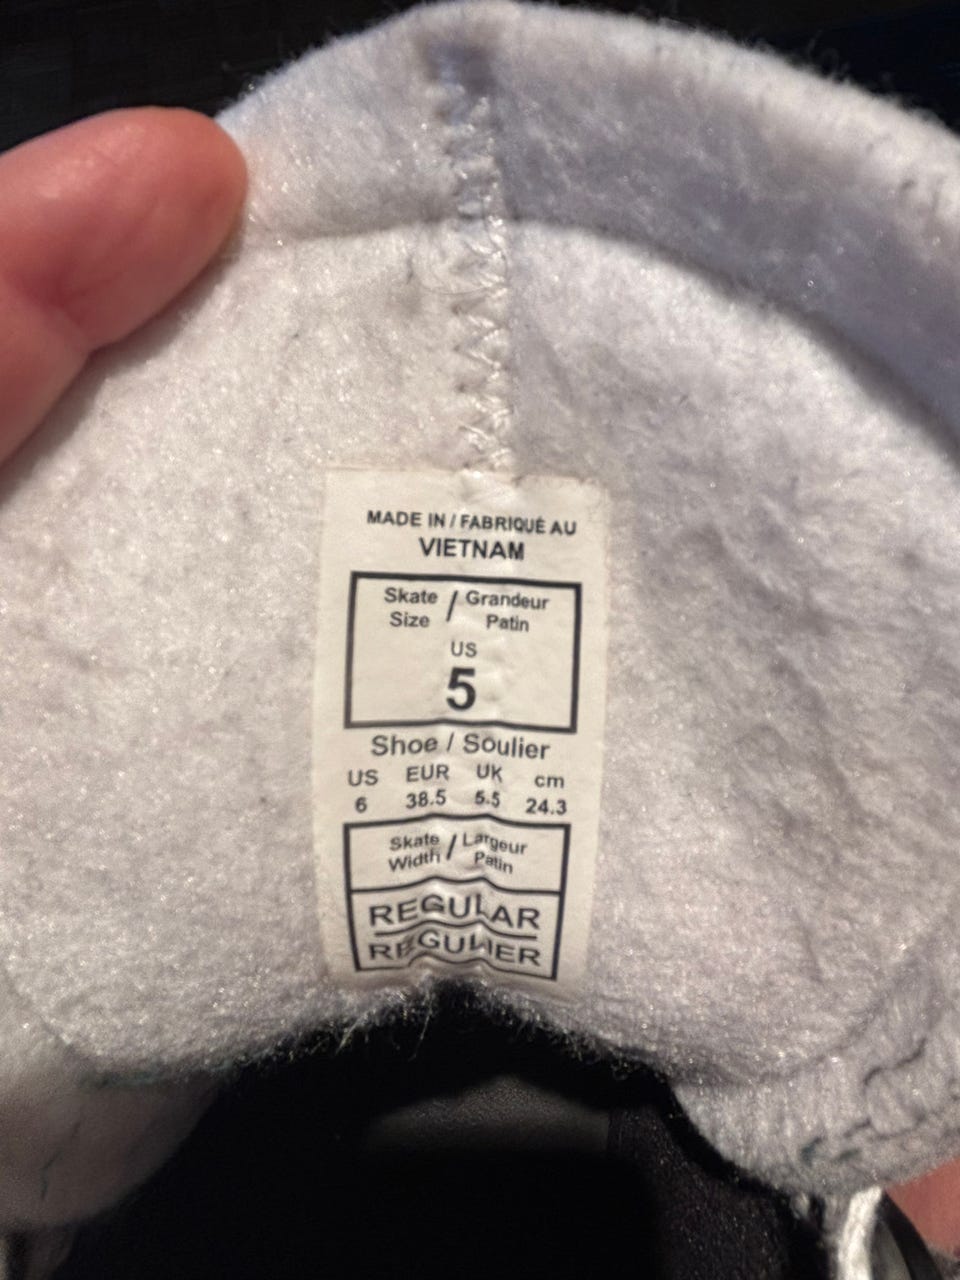 MADE IN / FABRIQUÉ AU
VIETNAM
Skate Size / Grandeur Patin
US
5
Shoe / Soulier
US EUR UK cm
6 38.5 5.5 24.3
Skate Width / Largeur Patin
REGULAR
REGULIER